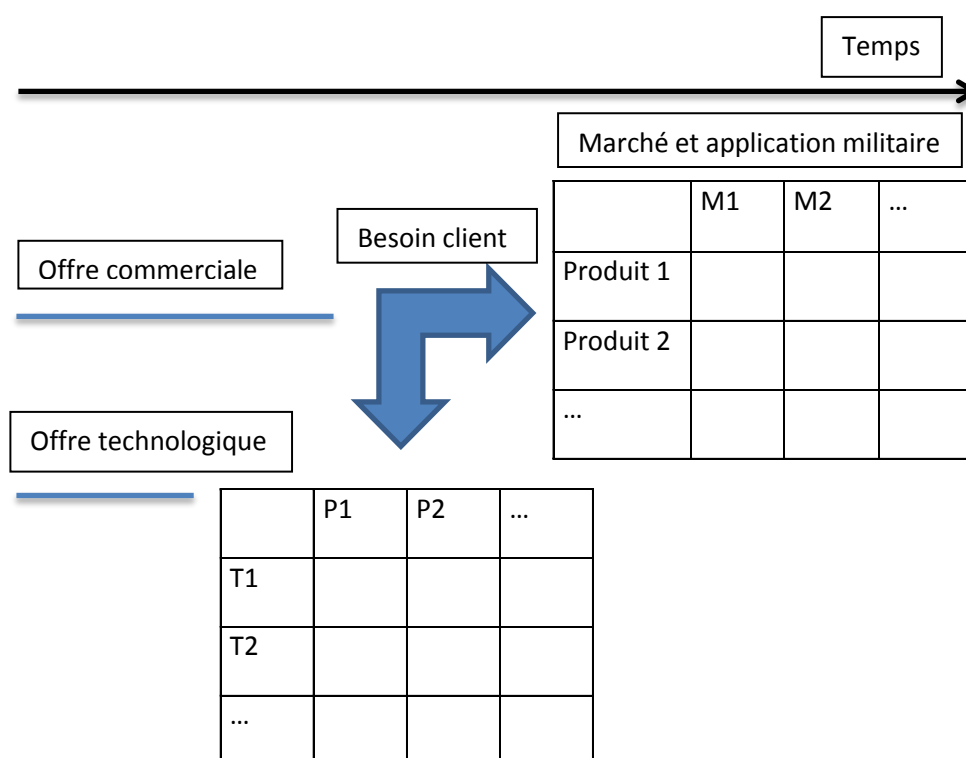 Temps
Marché et application militaire
M1 M2 ...
Besoin client
Offre commerciale
Produit 1
Produit 2
...
Offre technologique
P1 P2 ...
T1
T2
...